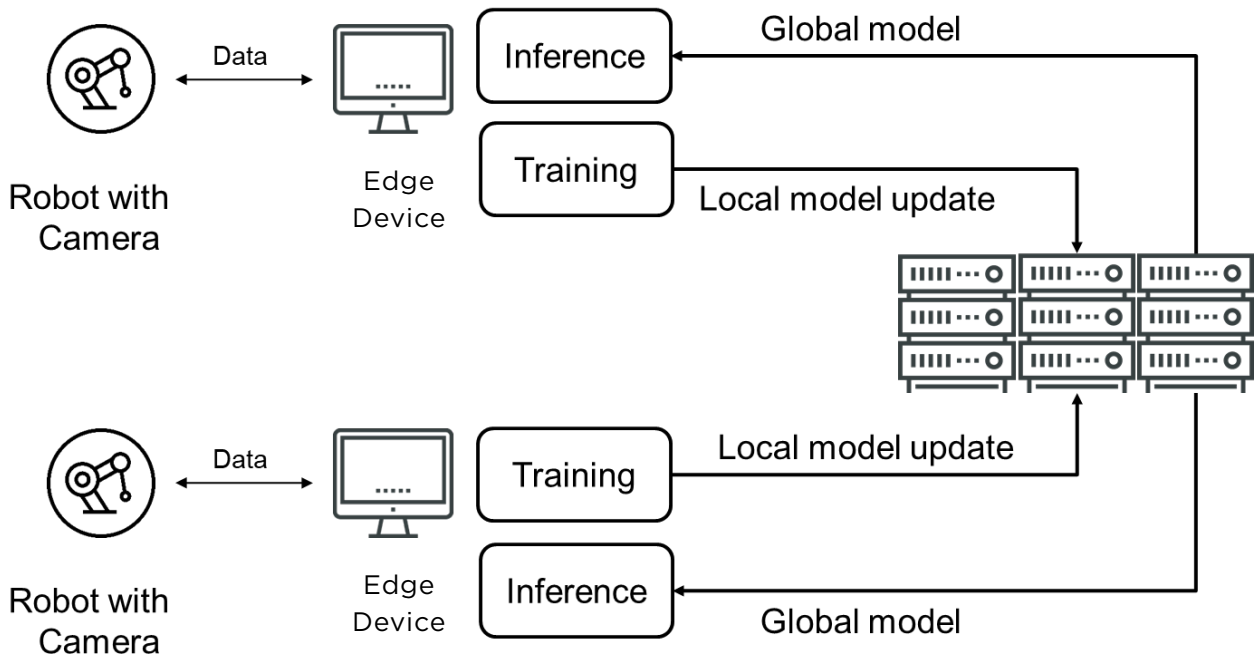 Global model
Inference
Data
Training
Edge
Device
Robot with
Camera
Local model update
Local model update
Data
Training
Edge
Device
Inference
Robot with
Camera
Global model